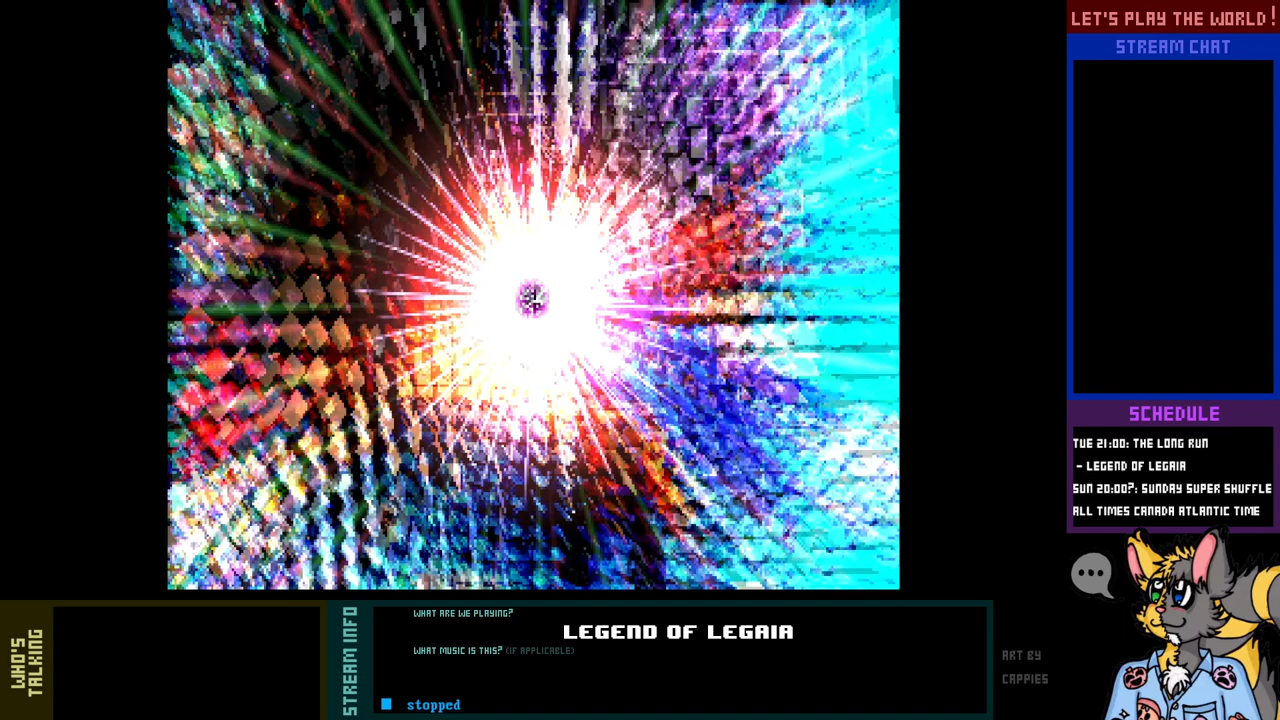 LET'S PLAY THE WORLD!
STREAM CHAT
SCHEDULE
TUE 21:00: THE LONG RUN
- LEGEND OF LEGAIA
SUN 20:00?: SUNDAY SUPER SHUFFLE
ALL TIMES CANADA ATLANTIC TIME
WHO'S
TALKING
STREAM INFO
WHAT ARE WE PLAYING?
LEGEND OF LEGAIA
WHAT MUSIC IS THIS? (IF APPLICABLE)
stopped
ART BY
CAPPIES